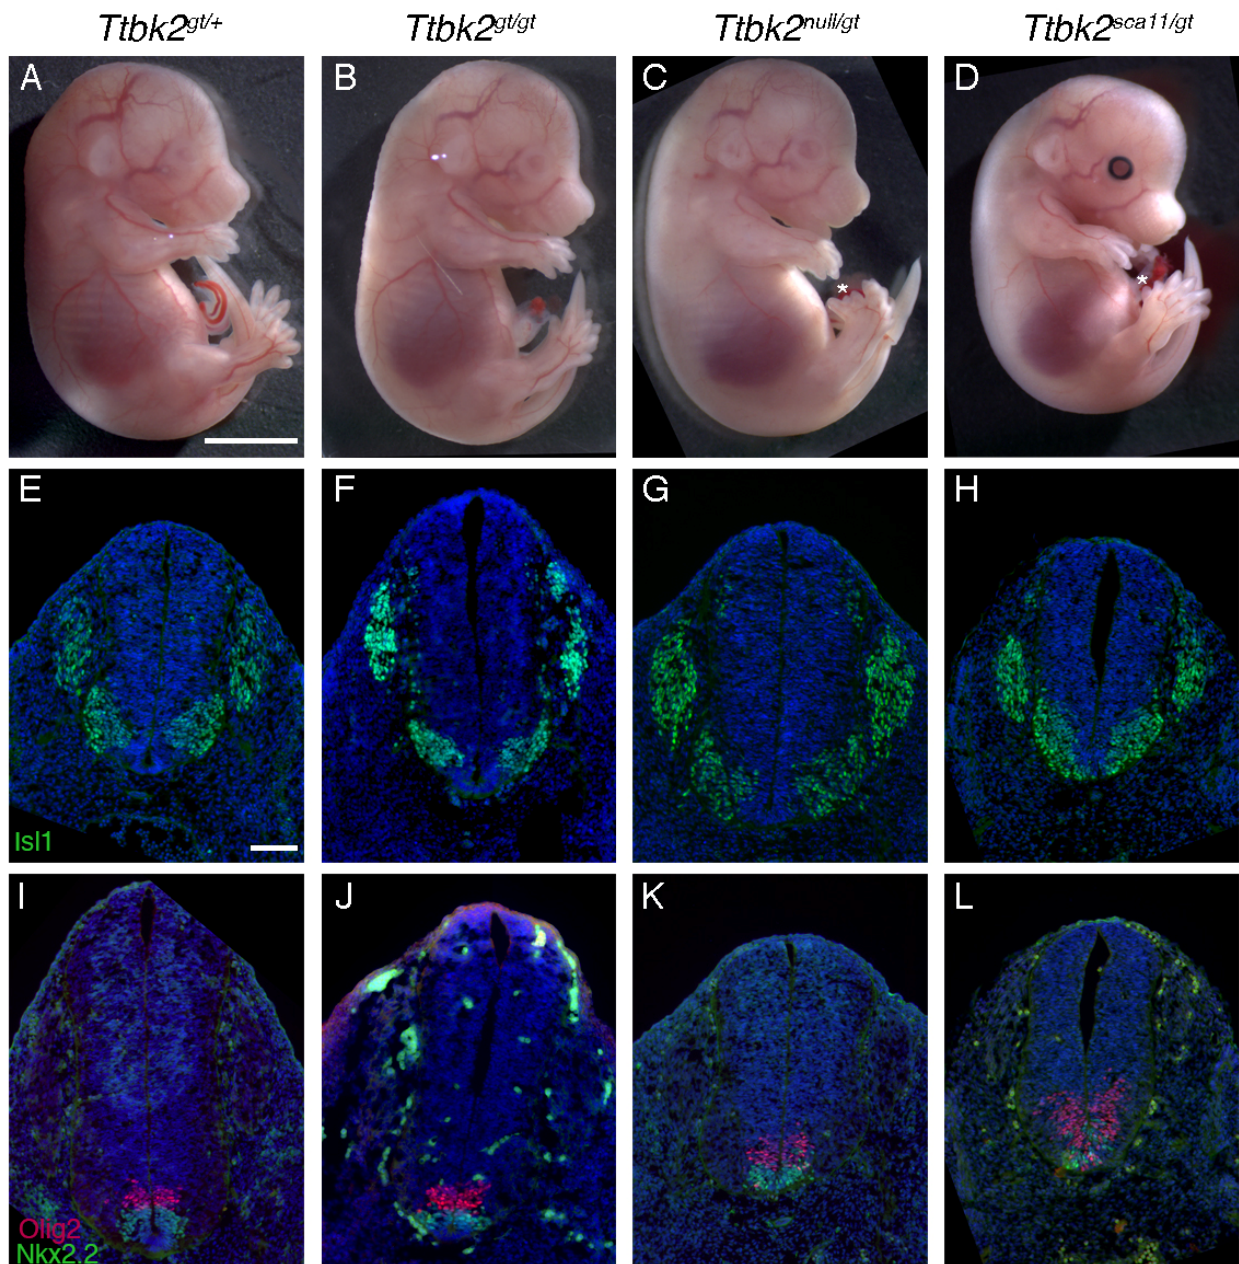 Ttbk2gt/+ Ttbk2gt/gt Ttbk2null/gt Ttbk2sca11/gt
A B C D
* *
E F G H
Isl1
I J K L
Olig2
Nkx2.2